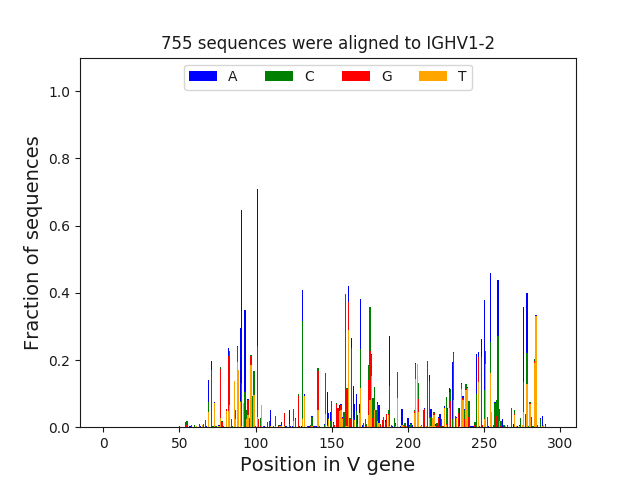 755 sequences were aligned to IGHV1-2
A C G T
Fraction of sequences
1.0
0.8
0.6
0.4
0.2
0.0
0 50 100 150 200 250 300
Position in V gene